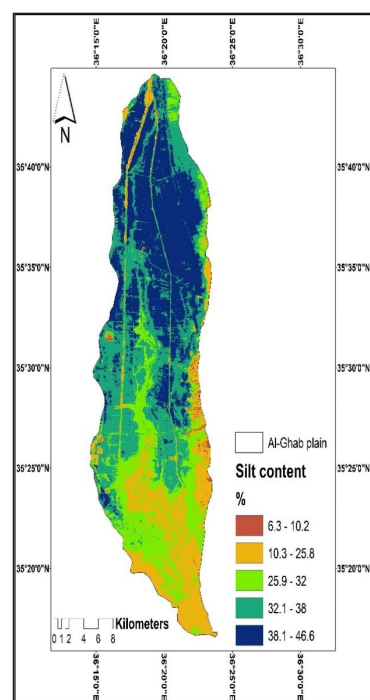 36°15'0"E
36°20'0"E
36°25'0"E
36°30'0"E
N
35°40'0"N
35°40'0"N
35°35'0"N
35°35'0"N
35°30'0"N
35°30'0"N
35°25'0"N
35°25'0"N
35°20'0"N
35°20'0"N
Al-Ghab plain
Silt content
%
6.3 - 10.2
10.3 - 25.8
25.9 - 32
32.1 - 38
38.1 - 46.6
Kilometers
0 1 2 4 6 8
36°15'0"E
36°20'0"E
36°25'0"E
36°30'0"E